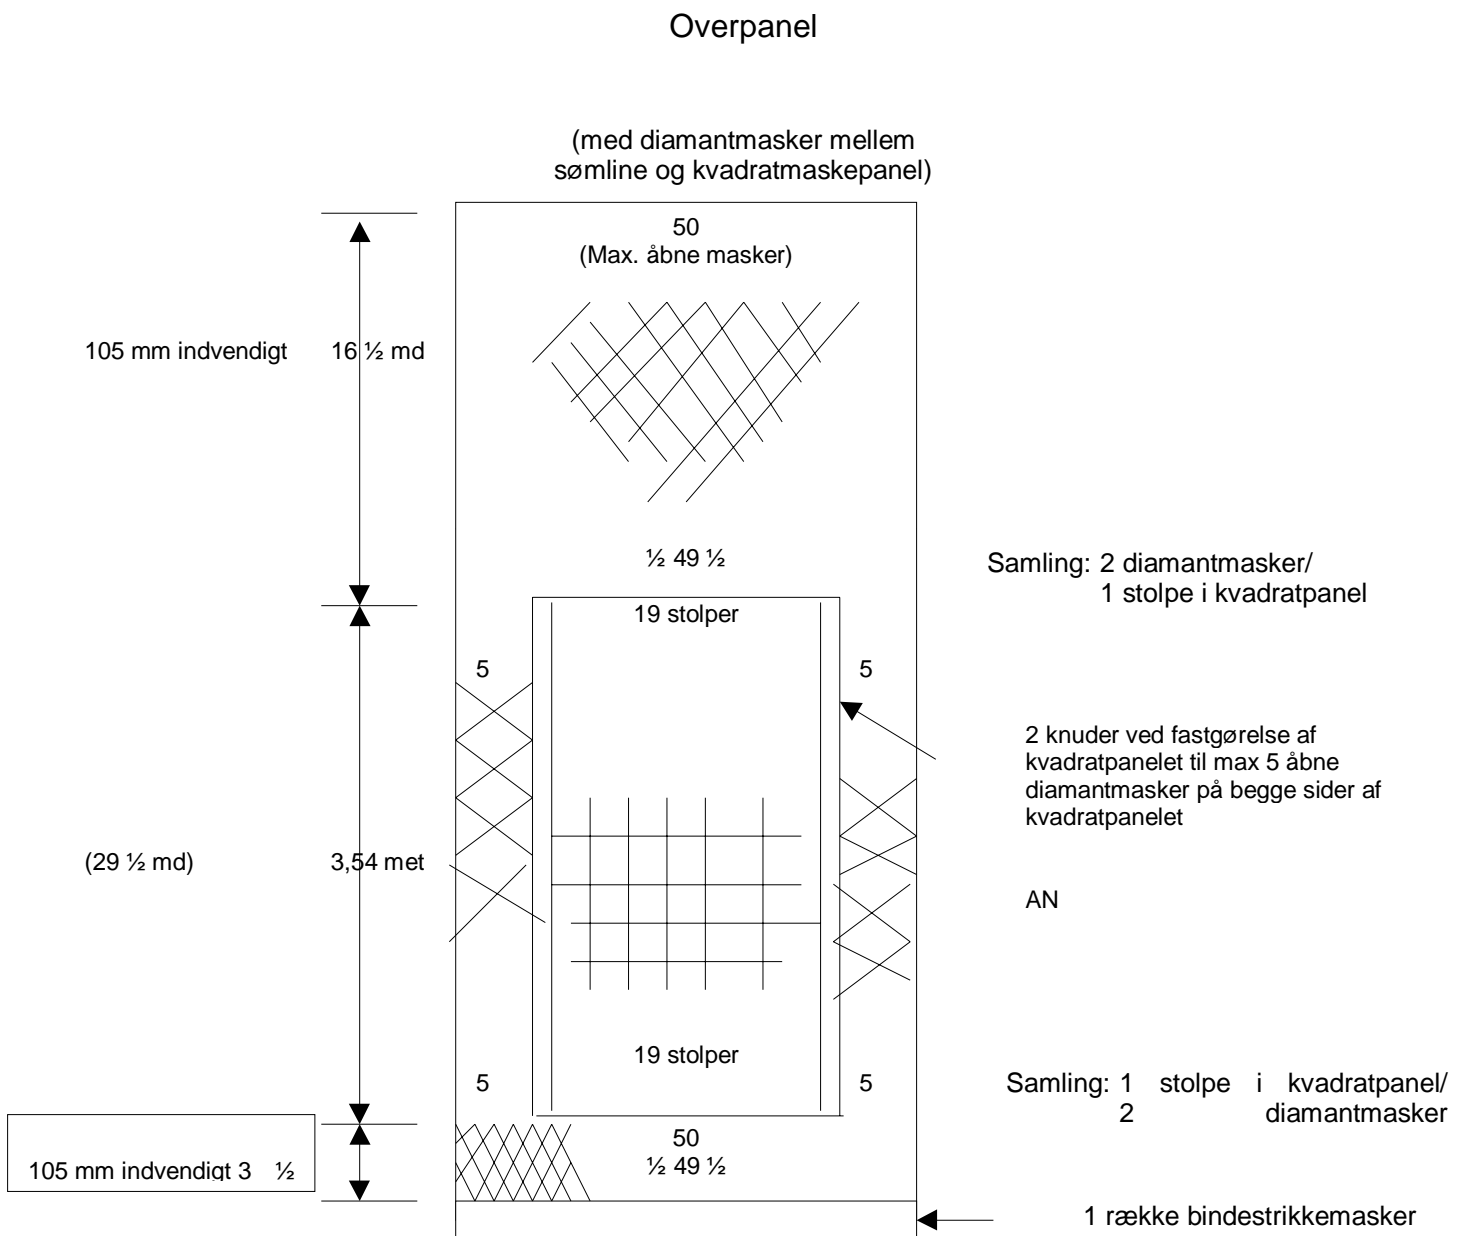 Overpanel
(med diamantmasker mellem
sømline og kvadratmaskepanel)
50
(Max. åbne masker)
105 mm indvendigt 16 ½ md
½ 49 ½
Samling: 2 diamantmasker/
1 stolpe i kvadratpanel
19 stolper
5 5
2 knuder ved fastgørelse af
kvadratpanelet til max 5 åbne
diamantmasker på begge sider af
kvadratpanelet
(29 ½ md) 3,54 met
AN
19 stolper
5 5
Samling: 1 stolpe i kvadratpanel/
2 diamantmasker
50
105 mm indvendigt 3 ½
½ 49 ½
1 række bindestrikkemasker